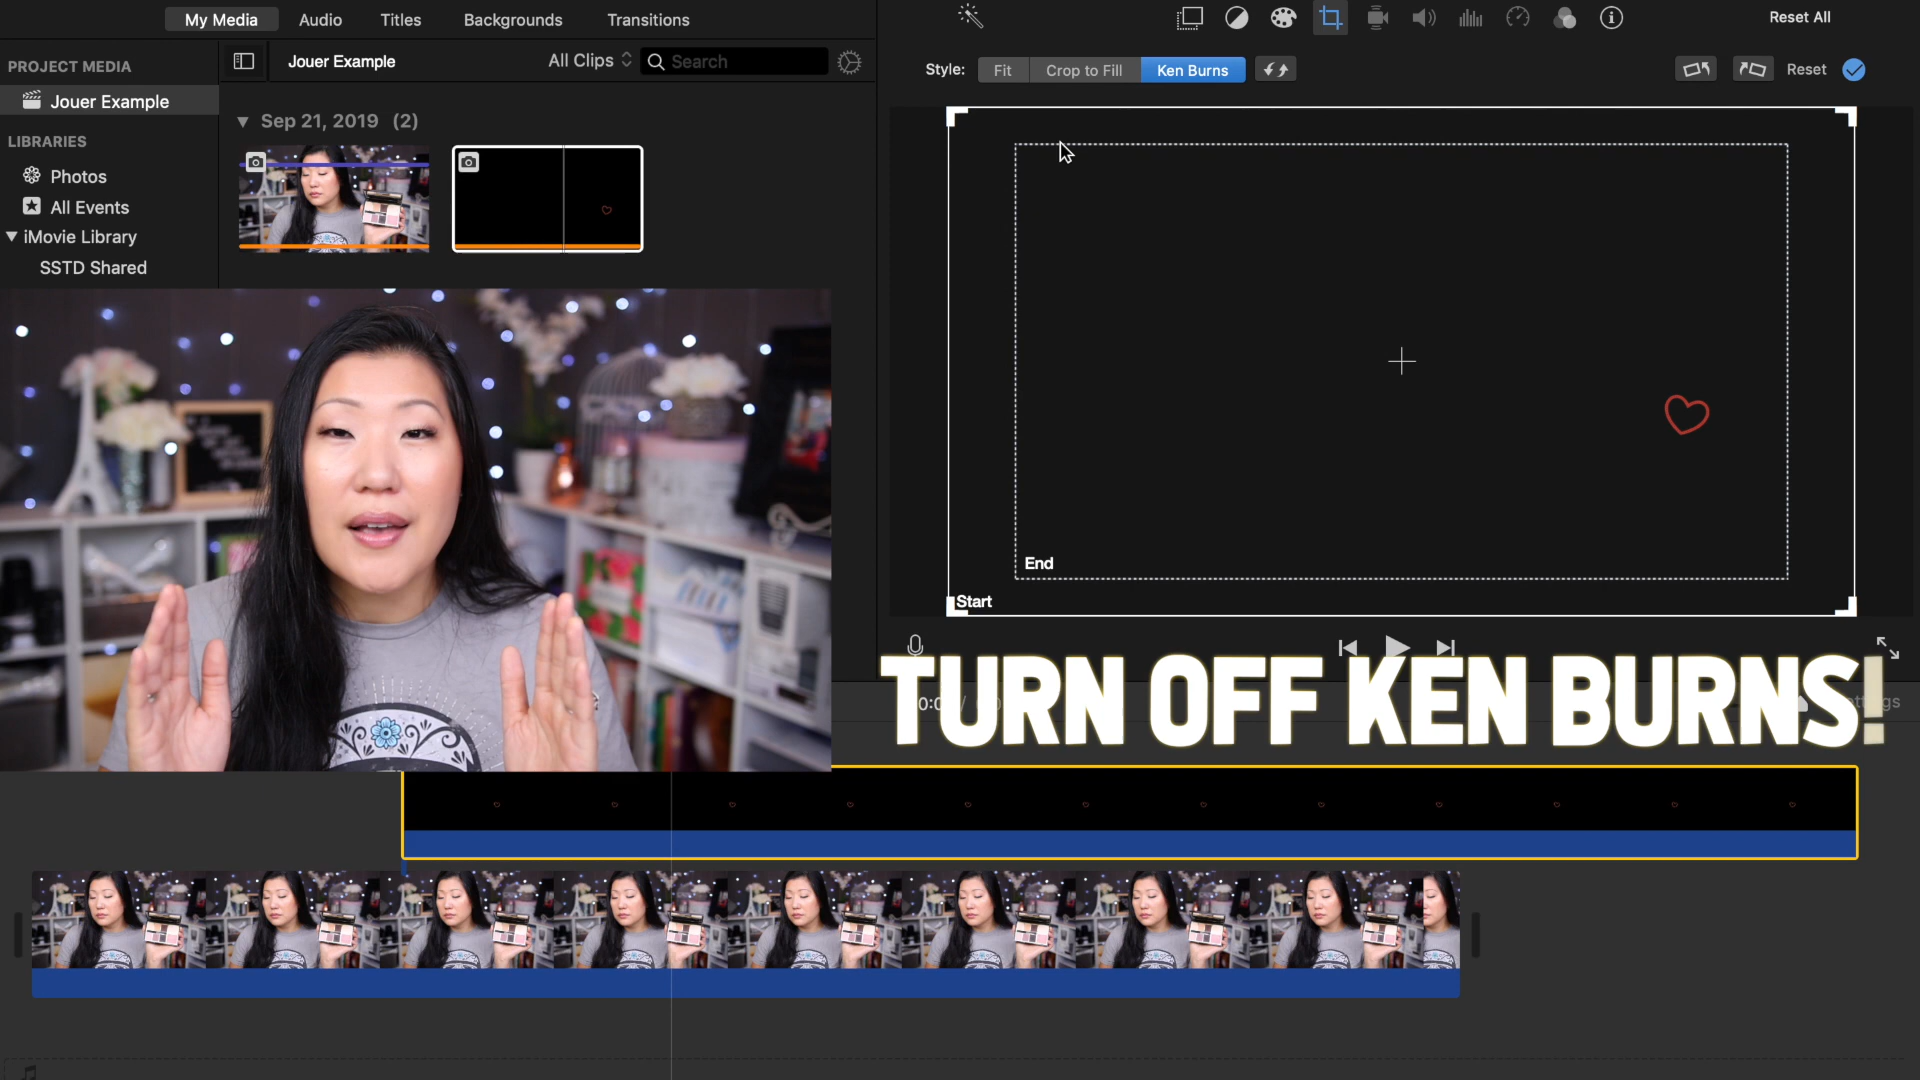 My Media Audio Titles Backgrounds Transitions
Reset All
PROJECT MEDIA
Jouer Example
All Clips
Search
Style: Fit Crop to Fill Ken Burns
Reset
Jouer Example
Sep 21, 2019 (2)
LIBRARIES
Photos
All Events
iMovie Library
SSTD Shared
End
Start
TURN OFF KEN BURNS!